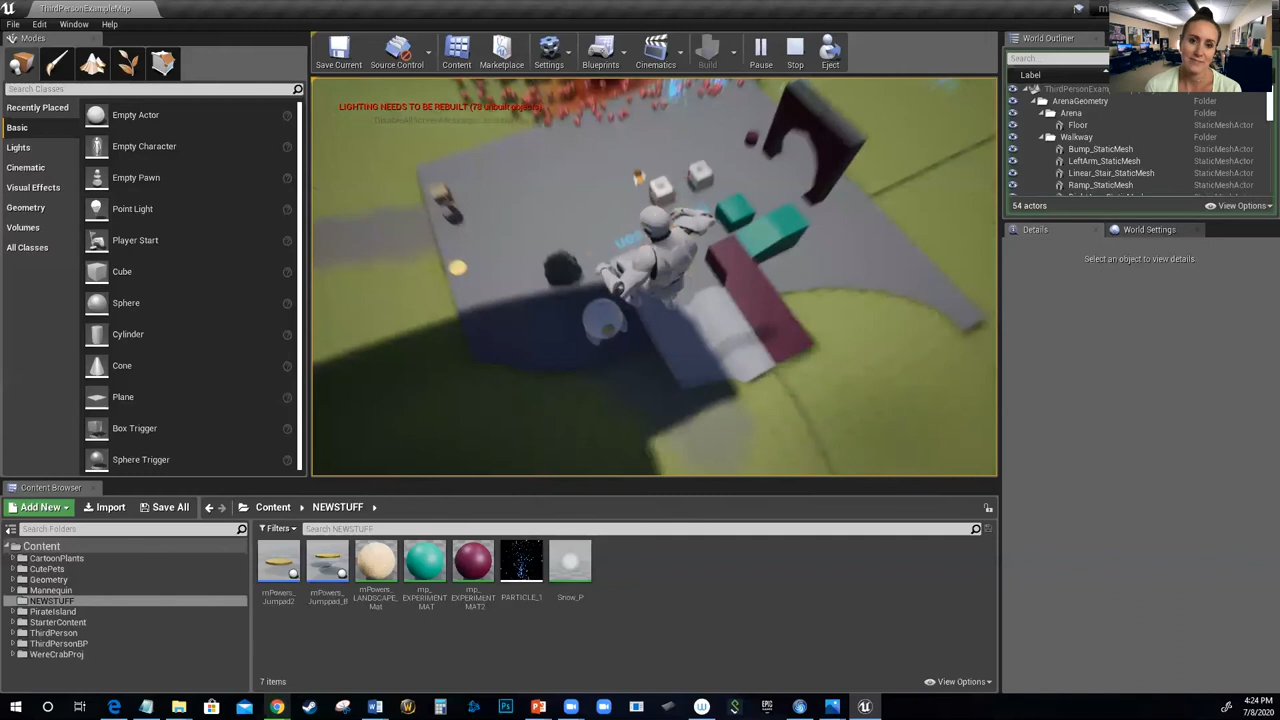 ThirdPersonExampleMap
File Edit Window Help
Modes
World Outliner
Save Current Source Control Content Marketplace Settings Blueprints Cinematics Build Pause Stop Eject
Search...
Label
Search Classes
Recently Placed
Basic
Lights
Cinematic
Visual Effects
Geometry
Volumes
All Classes
Empty Actor
Empty Character
Empty Pawn
Point Light
Player Start
Cube
Sphere
Cylinder
Cone
Plane
Box Trigger
Sphere Trigger
LIGHTING NEEDS TO BE REBUILT (78 unbuilt objects)
ThirdPersonExam
ArenaGeometry Folder
Arena Folder
Floor StaticMeshActor
Walkway Folder
Bump_StaticMesh StaticMeshActor
LeftArm_StaticMesh StaticMeshActor
Linear_Stair_StaticMesh StaticMeshActor
Ramp_StaticMesh StaticMeshActor
54 actors View Options
Details World Settings
Select an object to view details.
Content Browser
Add New Import Save All Content NEWSTUFF
Search Folders
Filters Search NEWSTUFF
Content
CartoonPlants
CutePets
Geometry
Mannequin
NEWSTUFF
PirateIsland
StarterContent
ThirdPerson
ThirdPersonBP
WereCrabProj
mPowers_
Jumpad2
mPowers_
Jumppad_B
mPowers_
LANDSCAPE_
Mat
mp_
EXPERIMENT
MAT
mp_
EXPERIMENT
MAT2
PARTICLE_1
Snow_P
7 items View Options
4:24 PM
7/8/2020